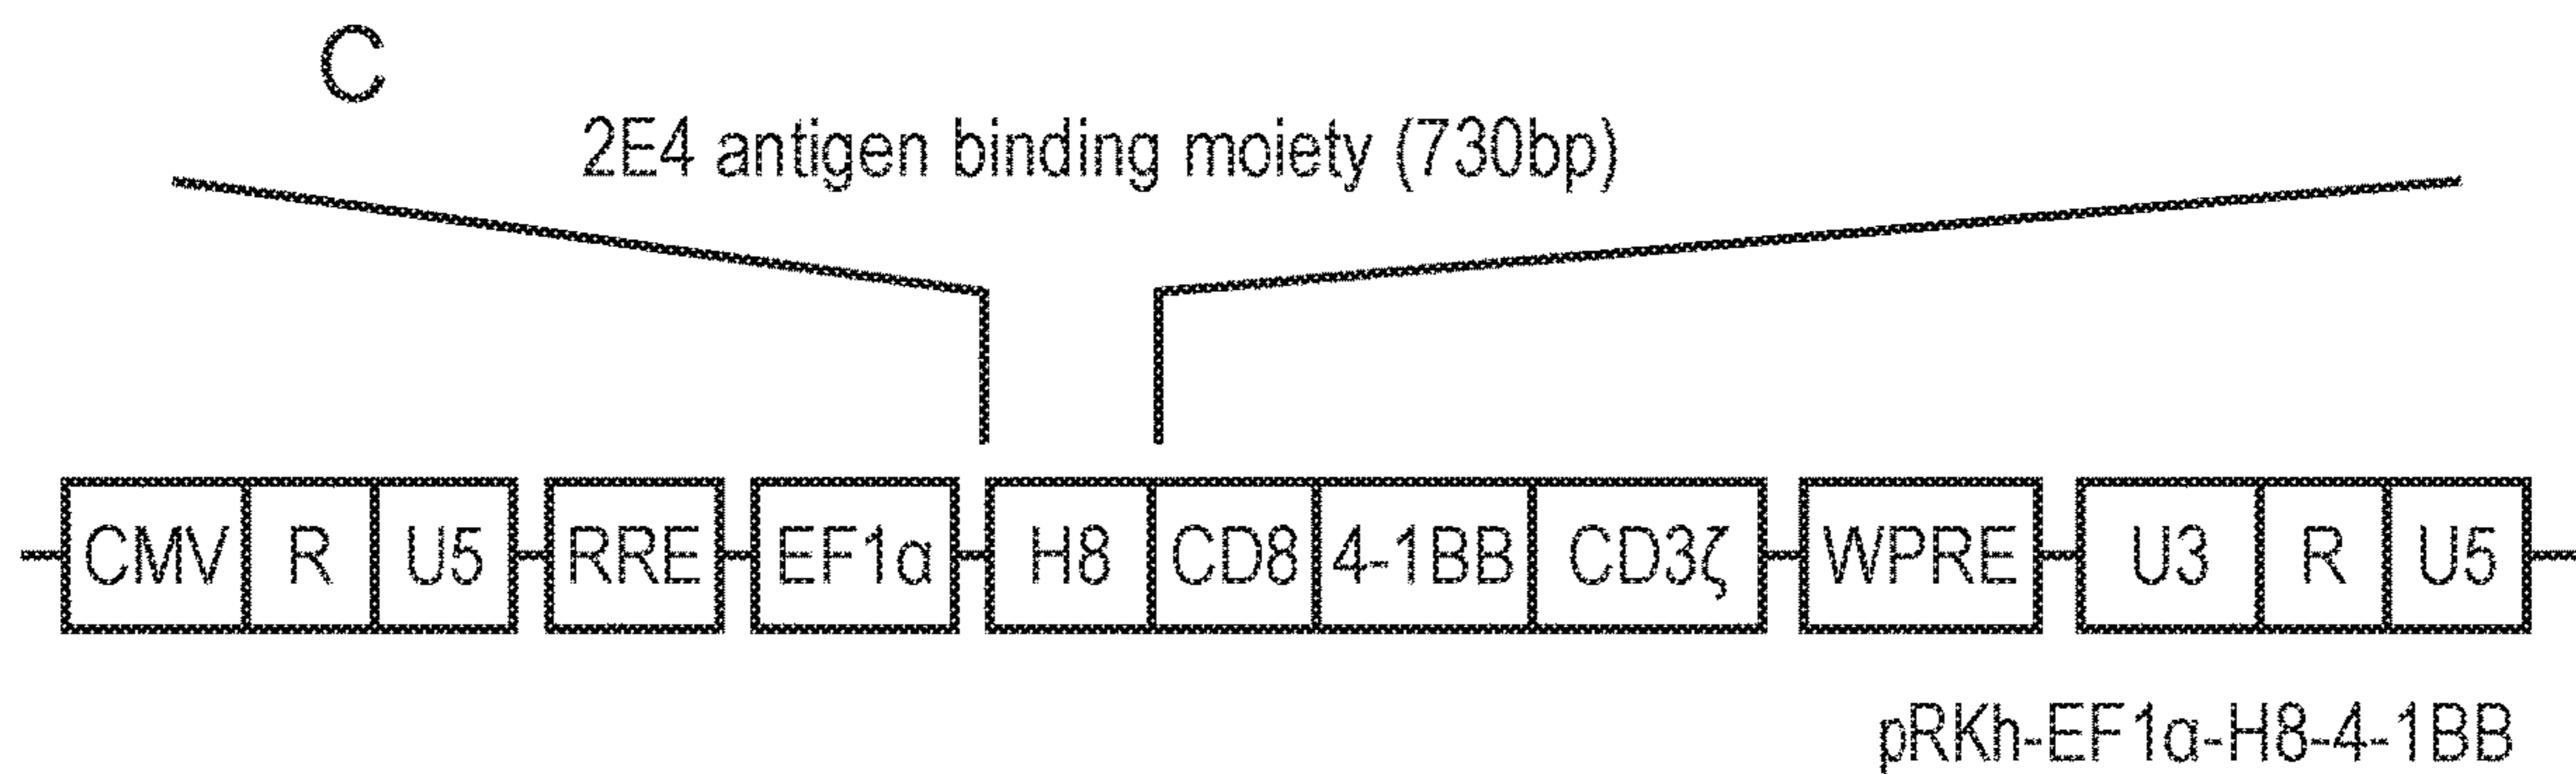 C
2E4 antigen binding moiety (730bp)
CMV R U5 RRE EF1α H8 CD8 4-1BB CD3ζ WPRE U3 R U5
pRKh-EF1α-H8-4-1BB